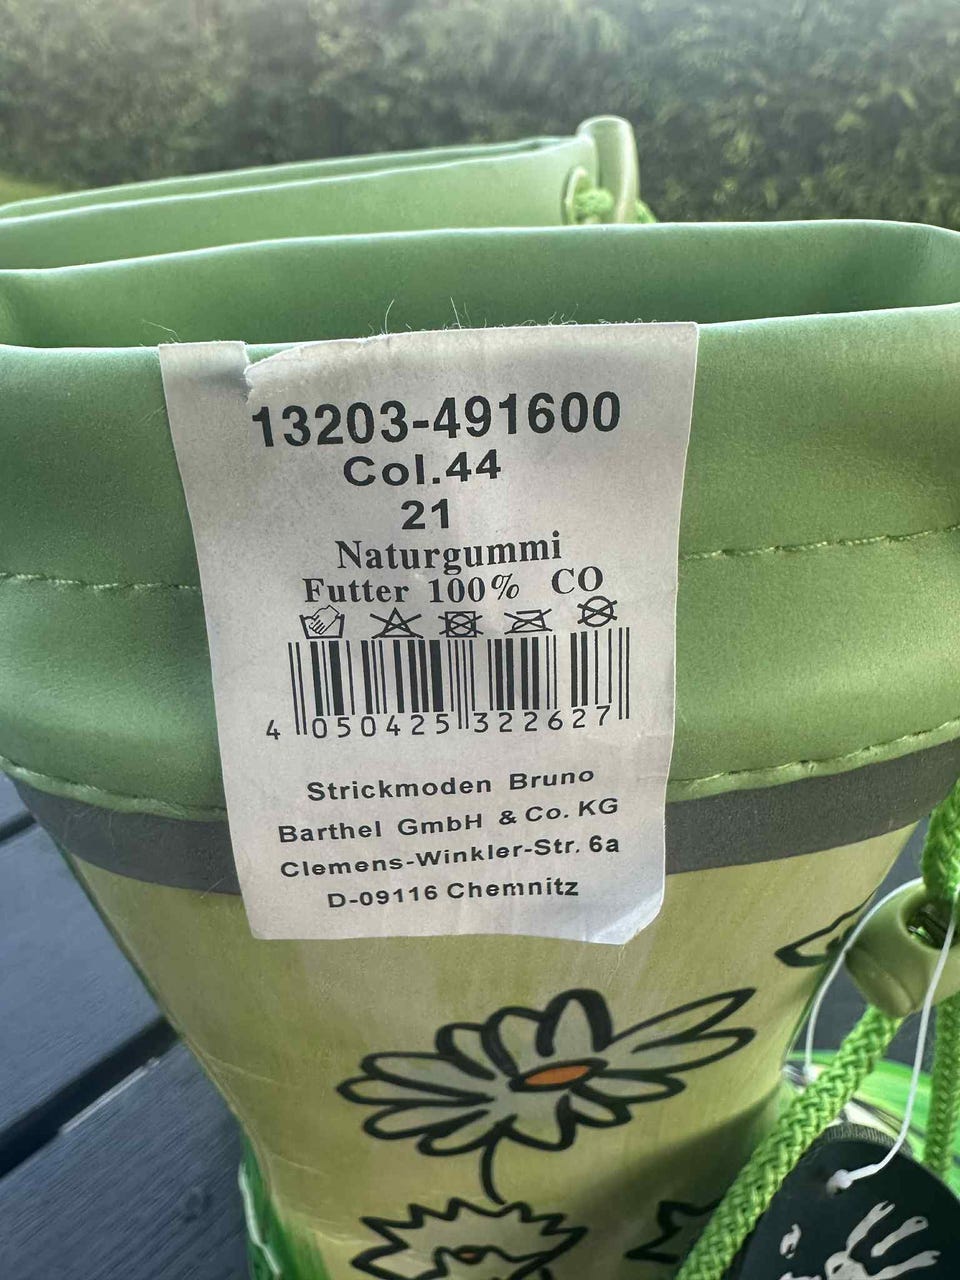 13203-491600
Col.44
21
Naturgummi
Futter 100% CO
4 050425 322627
Strickmoden Bruno
Barthel GmbH & Co. KG
Clemens-Winkler-Str. 6a
D-09116 Chemnitz